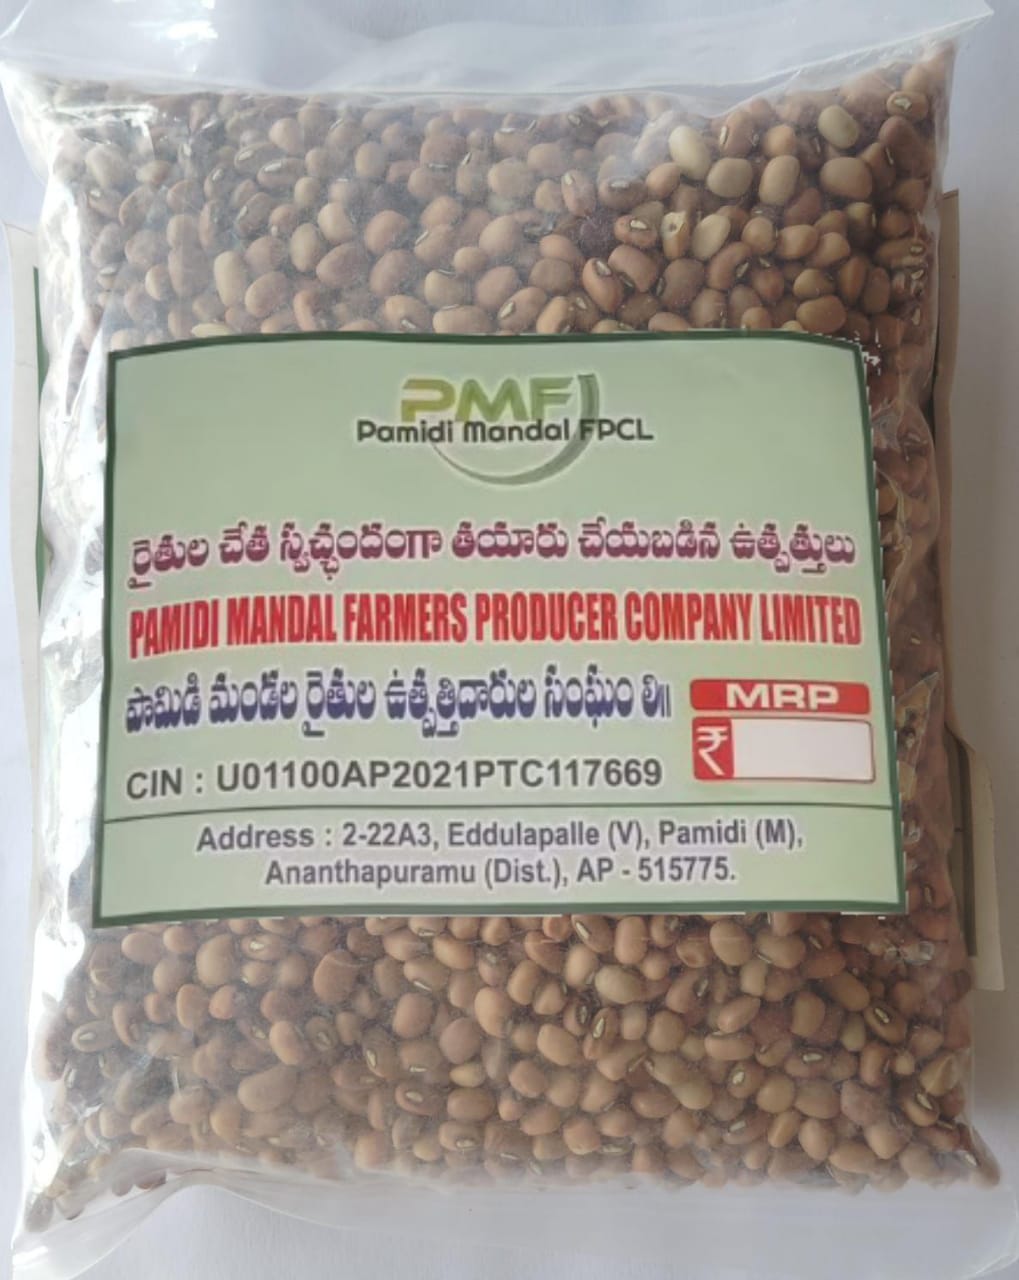 PMF
Pamidi Mandal FPCL
రైతుల చేత స్వచ్ఛందంగా తయారు చేయబడిన ఉత్పత్తులు
PAMIDI MANDAL FARMERS PRODUCER COMPANY LIMITED
పామిడి మండల రైతుల ఉత్పత్తిదారుల సంఘం లి॥
MRP
₹
CIN : U01100AP2021PTC117669
Address : 2-22A3, Eddulapalle (V), Pamidi (M),
Ananthapuramu (Dist.), AP - 515775.